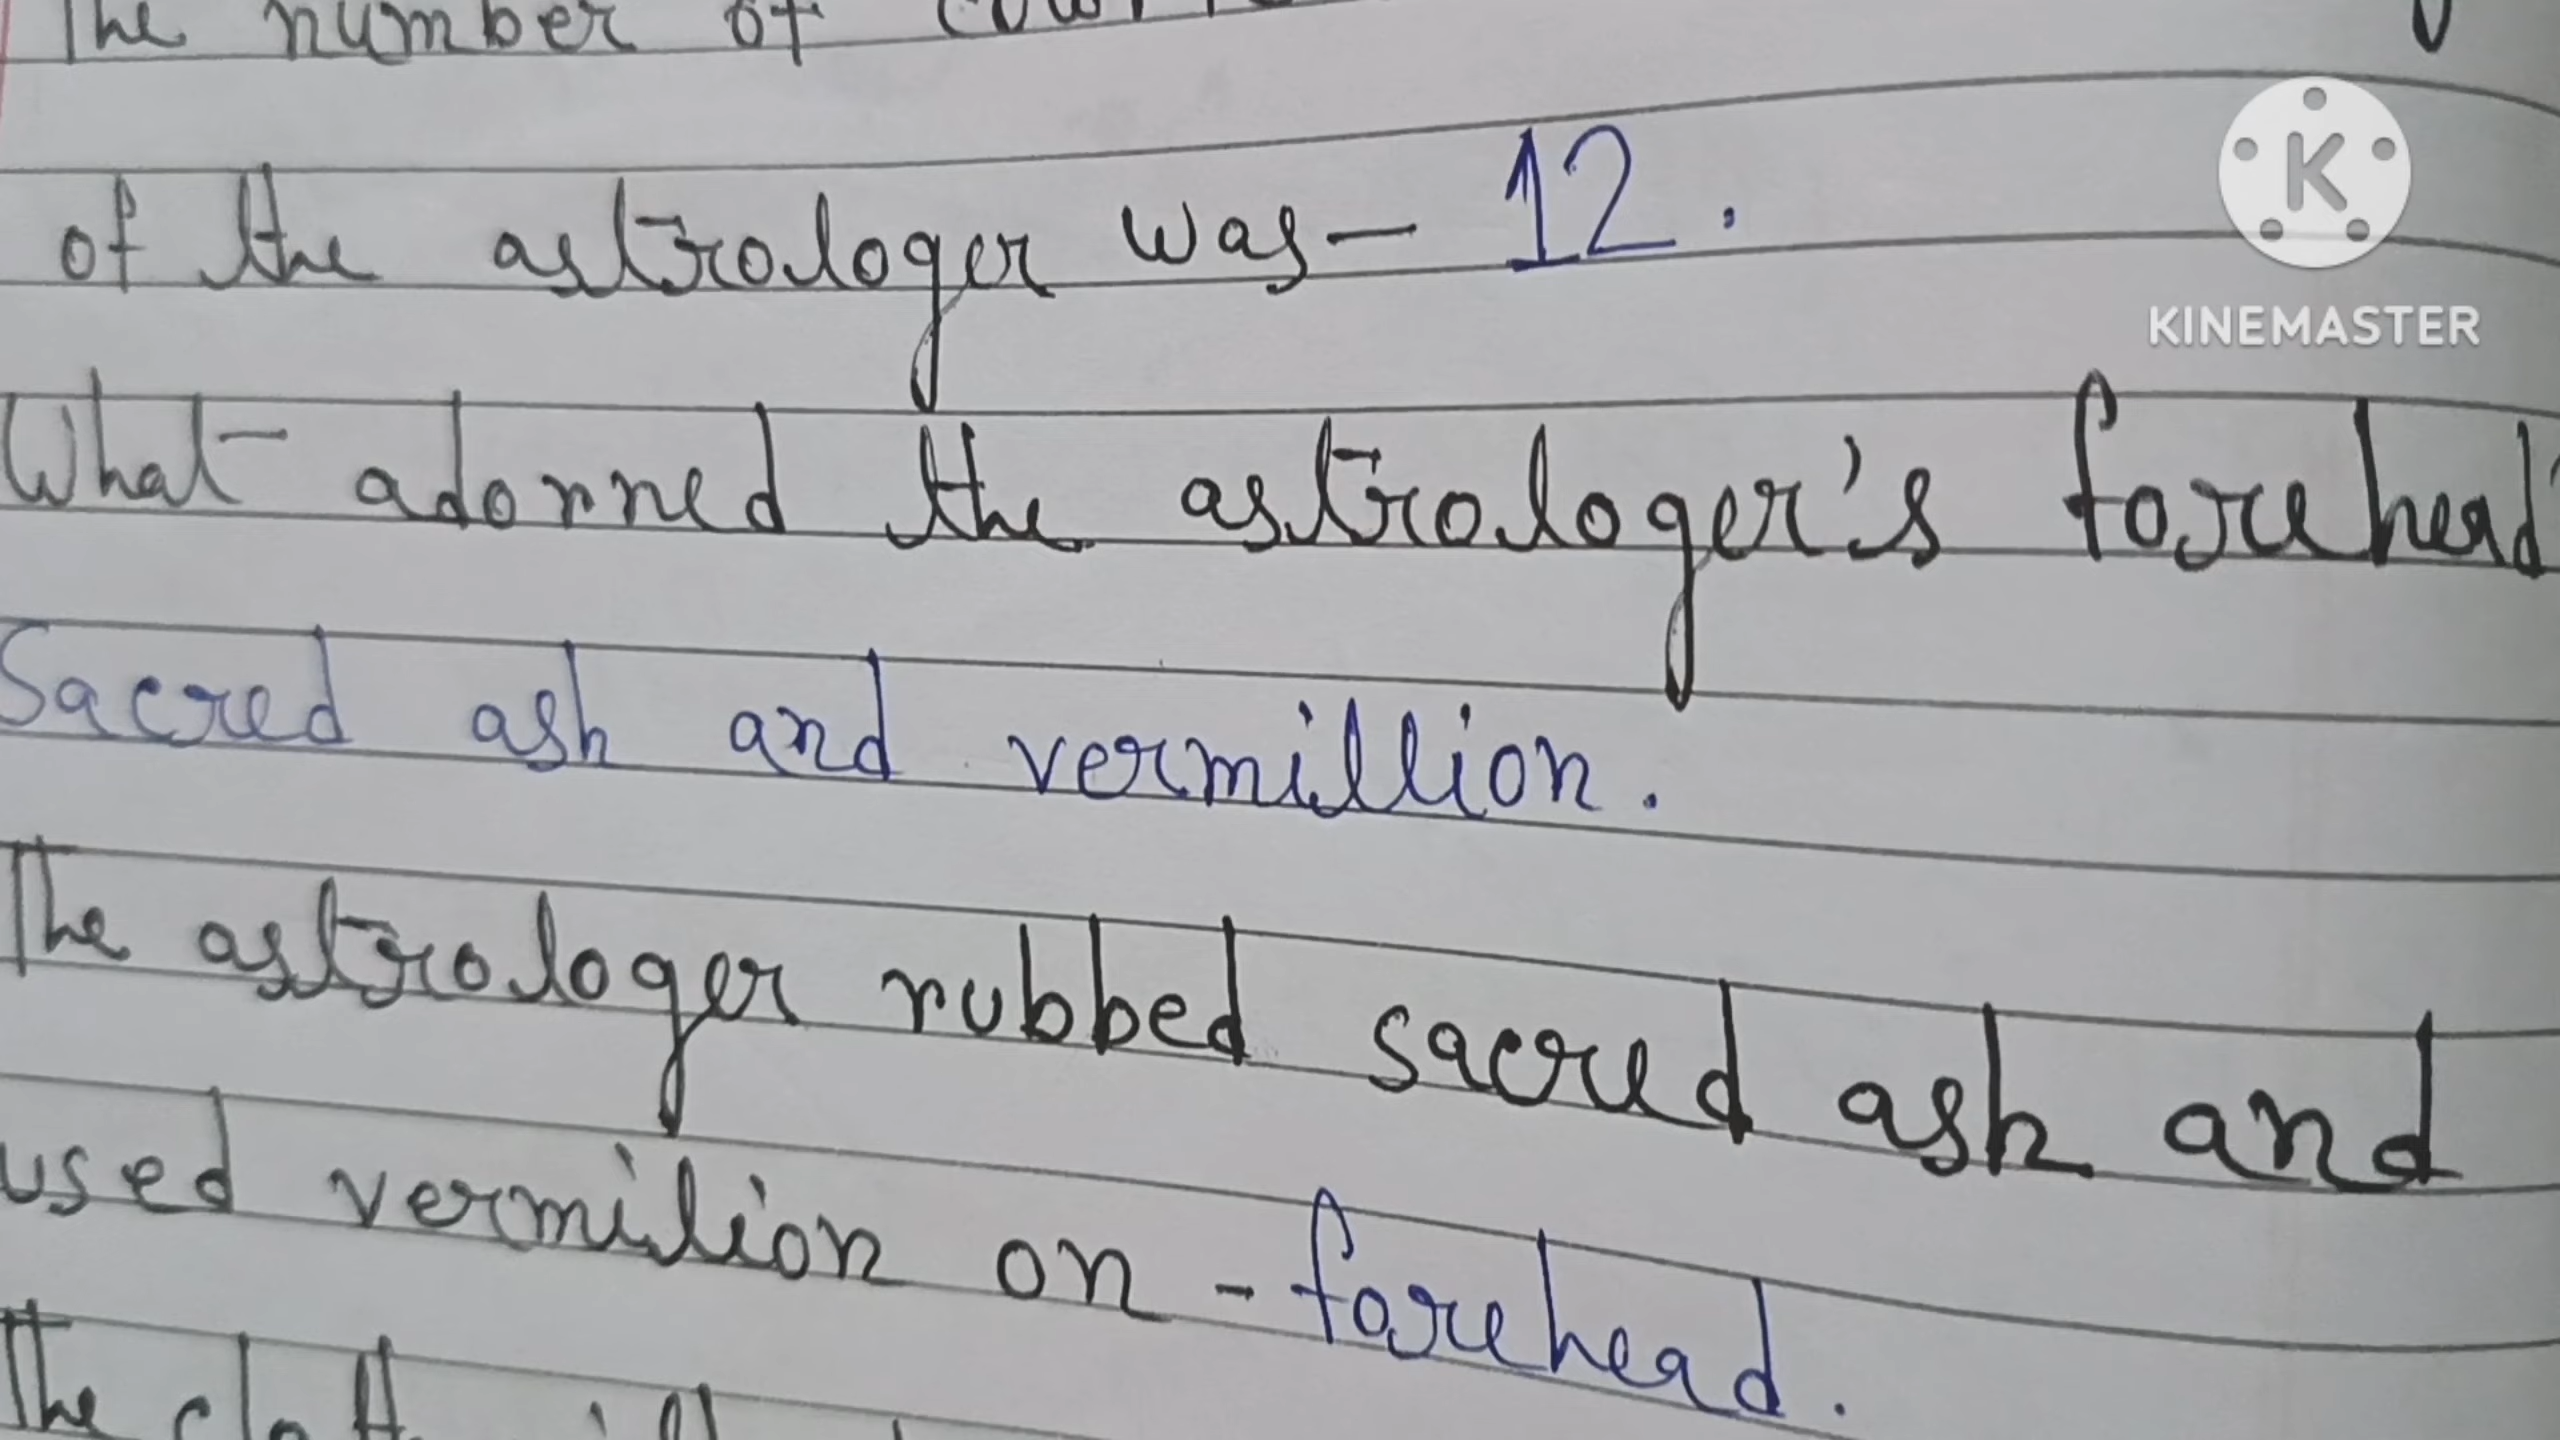 The number of
of the astrologer was - 12.
KINEMASTER
What adorned the astrologer's forehead?
Sacred ash and vermillion.
The astrologer rubbed sacred ash and
used vermilion on - forehead.
The